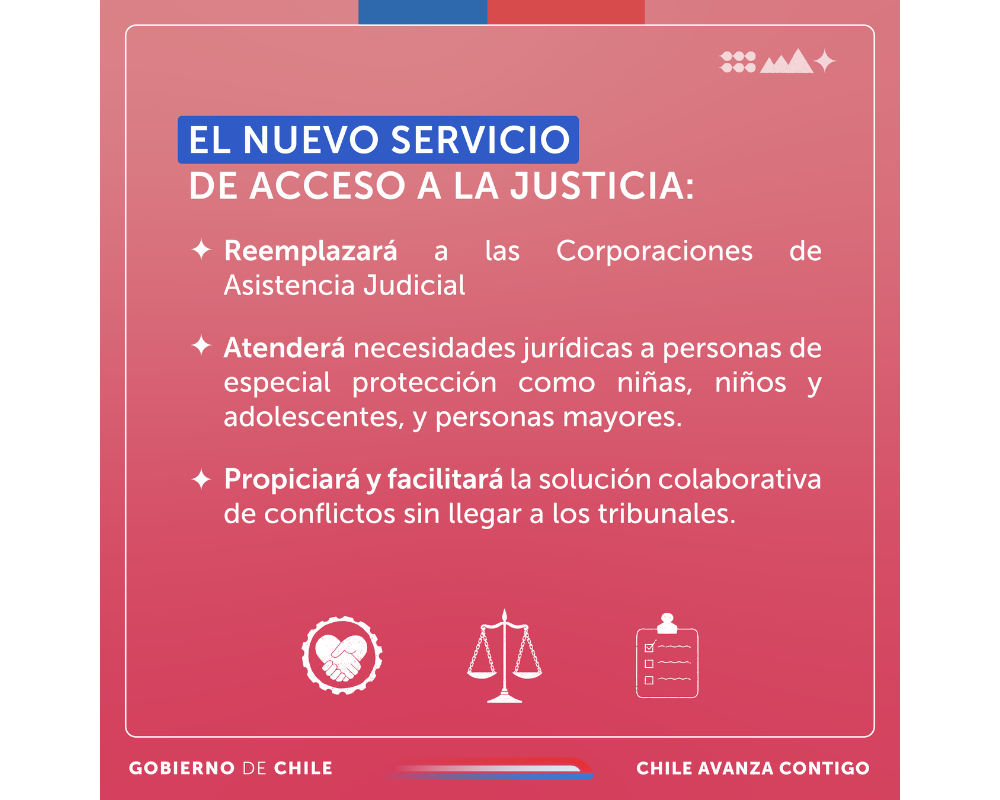 EL NUEVO SERVICIO
DE ACCESO A LA JUSTICIA:
Reemplazará a las Corporaciones de
Asistencia Judicial
Atenderá necesidades jurídicas a personas de
especial protección como niñas, niños y
adolescentes, y personas mayores.
Propiciará y facilitará la solución colaborativa
de conflictos sin llegar a los tribunales.
GOBIERNO DE CHILE
CHILE AVANZA CONTIGO